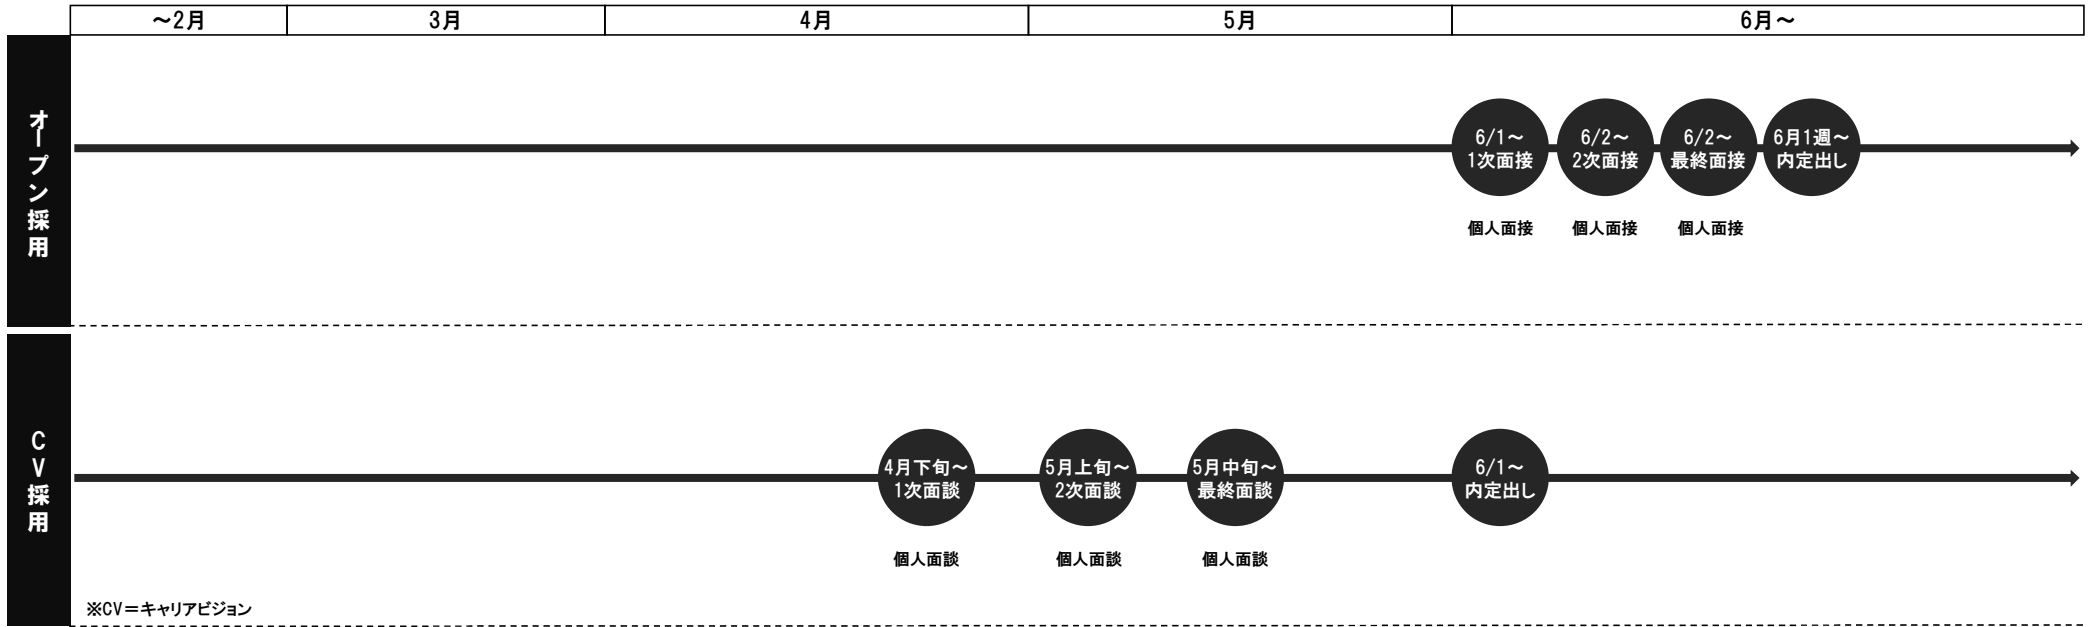 ～2月
3月
4月
5月
6月～
オープン採用
6/1～
1次面接
6/2～
2次面接
6/2～
最終面接
6月1週～
内定出し
個人面接
個人面接
個人面接
CV採用
4月下旬～
1次面談
5月上旬～
2次面談
5月中旬～
最終面談
6/1～
内定出し
個人面談
個人面談
個人面談
※CV＝キャリアビジョン